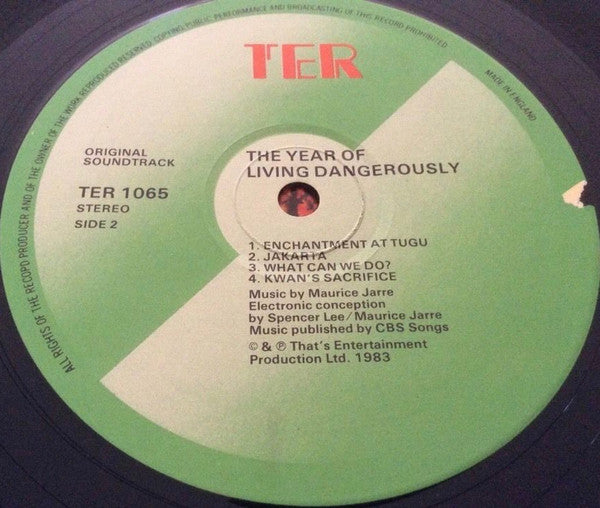 ALL RIGHTS OF THE RECORD PRODUCER AND OF THE OWNER OF THE WORK REPRODUCED RESERVED. COPYING, PUBLIC PERFORMANCE AND BROADCASTING OF THIS RECORD PROHIBITED
TER
MADE IN ENGLAND
ORIGINAL
SOUNDTRACK
TER 1065
STEREO
SIDE 2
THE YEAR OF
LIVING DANGEROUSLY
1. ENCHANTMENT AT TUGU
2. JAKARTA
3. WHAT CAN WE DO?
4. KWAN'S SACRIFICE
Music by Maurice Jarre
Electronic conception
by Spencer Lee/Maurice Jarre
Music published by CBS Songs
© & ℗ That's Entertainment
Production Ltd. 1983